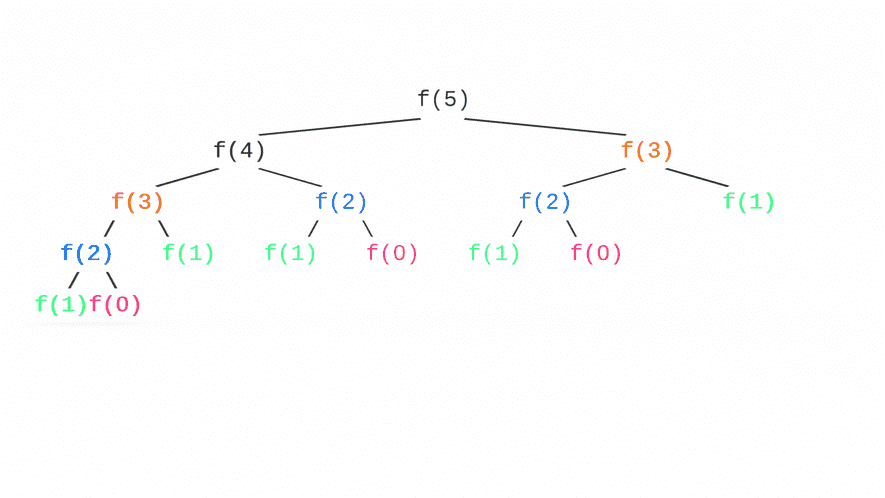 f(5)
f(4) f(3)
f(3) f(2) f(2) f(1)
f(2) f(1) f(1) f(0) f(1) f(0)
f(1) f(0)